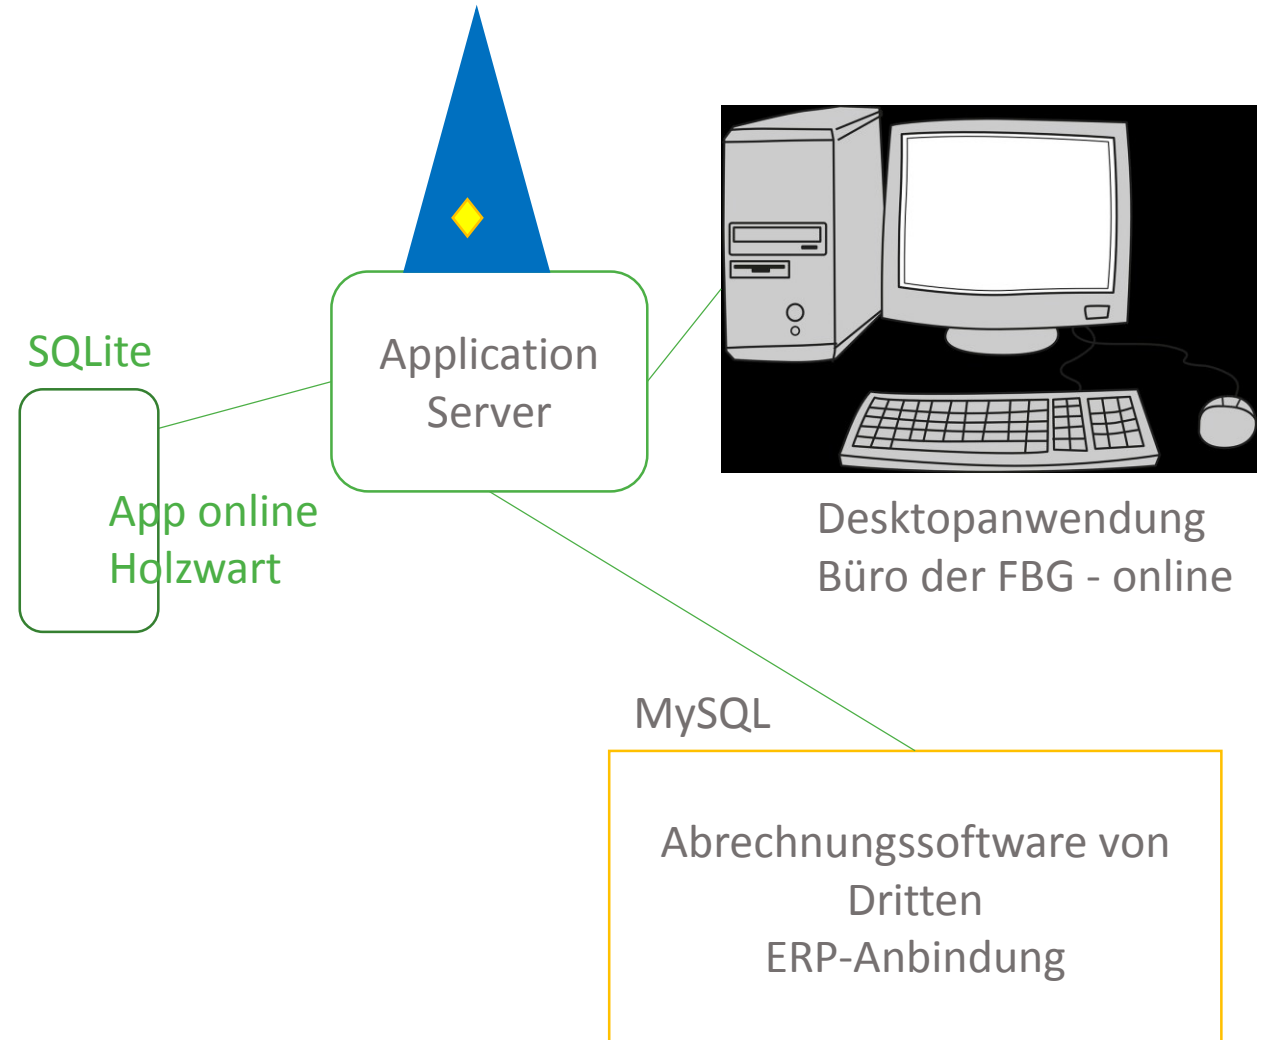 SQLite
Application
Server
App online
Holzwart
Desktopanwendung
Büro der FBG - online
MySQL
Abrechnungssoftware von
Dritten
ERP-Anbindung